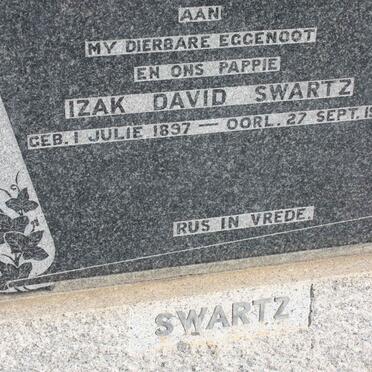 AAN
MY DIERBARE EGGENOOT
EN ONS PAPPIE
IZAK DAVID SWARTZ
GEB. 1 JULIE 1897 — OORL. 27 SEPT.
RUS IN VREDE.
SWARTZ